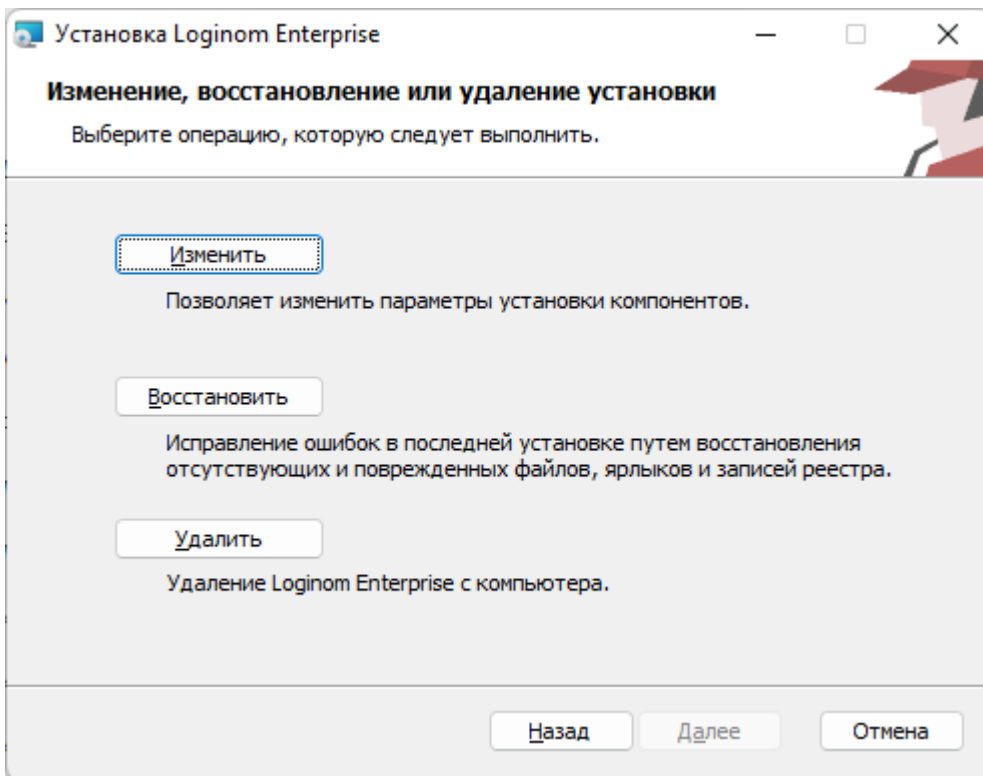 Установка Loginom Enterprise
Изменение, восстановление или удаление установки
Выберите операцию, которую следует выполнить.
Изменить
Позволяет изменить параметры установки компонентов.
Восстановить
Исправление ошибок в последней установке путем восстановления
отсутствующих и поврежденных файлов, ярлыков и записей реестра.
Удалить
Удаление Loginom Enterprise с компьютера.
Назад Далее Отмена